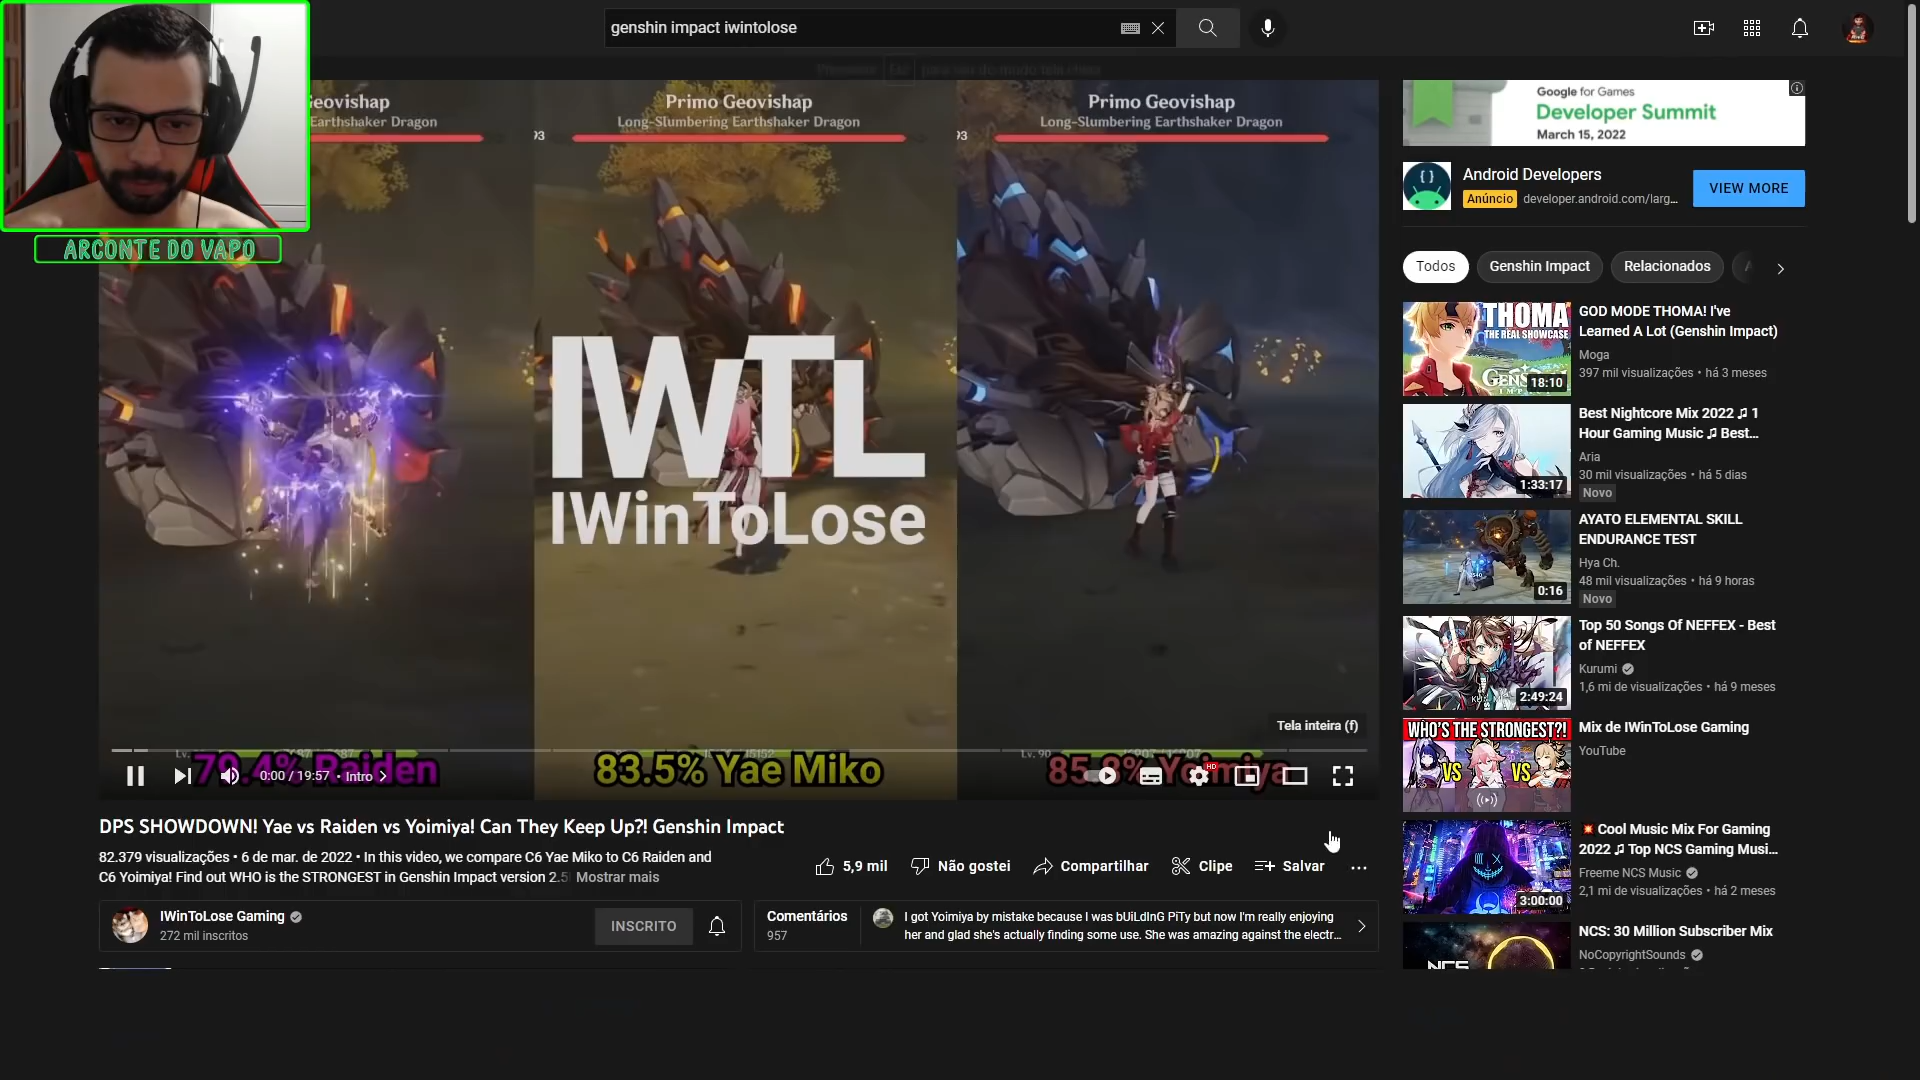 genshin impact iwintolose
ARCONTE DO VAPO
Geovishap
Earthshaker Dragon
93
Primo Geovishap
Long-Slumbering Earthshaker Dragon
93
Primo Geovishap
Long-Slumbering Earthshaker Dragon
IWTL
IWinToLose
Tela inteira (f)
79.4% Raiden
83.5% Yae Miko
Lv. 90
0:00 / 19:57 • Intro
HD
DPS SHOWDOWN! Yae vs Raiden vs Yoimiya! Can They Keep Up?! Genshin Impact
82.379 visualizações • 6 de mar. de 2022 • In this video, we compare C6 Yae Miko to C6 Raiden and
C6 Yoimiya! Find out WHO is the STRONGEST in Genshin Impact version 2.5 Mostrar mais
5,9 mil
Não gostei
Compartilhar
Clipe
Salvar
IWinToLose Gaming
272 mil inscritos
INSCRITO
Comentários
957
I got Yoimiya by mistake because I was bUiLdInG PiTy but now I'm really enjoying
her and glad she's actually finding some use. She was amazing against the electr...
Google for Games
Developer Summit
March 15, 2022
Android Developers
Anúncio developer.android.com/larg...
VIEW MORE
Todos
Genshin Impact
Relacionados
THOMA
THE REAL SHOWCASE
18:10
GOD MODE THOMA! I've
Learned A Lot (Genshin Impact)
Moga
397 mil visualizações • há 3 meses
1:33:17
Best Nightcore Mix 2022 ♫ 1
Hour Gaming Music ♫ Best...
Aria
30 mil visualizações • há 5 dias
Novo
0:16
AYATO ELEMENTAL SKILL
ENDURANCE TEST
Hya Ch.
48 mil visualizações • há 9 horas
Novo
2:49:24
Top 50 Songs Of NEFFEX - Best
of NEFFEX
Kurumi
1,6 mi de visualizações • há 9 meses
WHO'S THE STRONGEST?!
VS VS
Mix de IWinToLose Gaming
YouTube
3:00:00
💥 Cool Music Mix For Gaming
2022 ♫ Top NCS Gaming Musi...
Freeme NCS Music
2,1 mi de visualizações • há 2 meses
NCS
NCS: 30 Million Subscriber Mix
NoCopyrightSounds